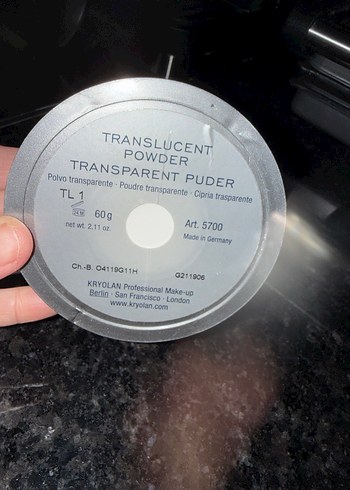 TRANSLUCENT
POWDER
TRANSPARENT PUDER
Polvo transparente · Poudre transparente · Cipria trasparente
TL 1
60 g
net wt. 2.11 oz.
Art. 5700
Made in Germany
Ch.-B. O4119G11H
G211906
KRYOLAN Professional Make-up
Berlin · San Francisco · London
www.kryolan.com